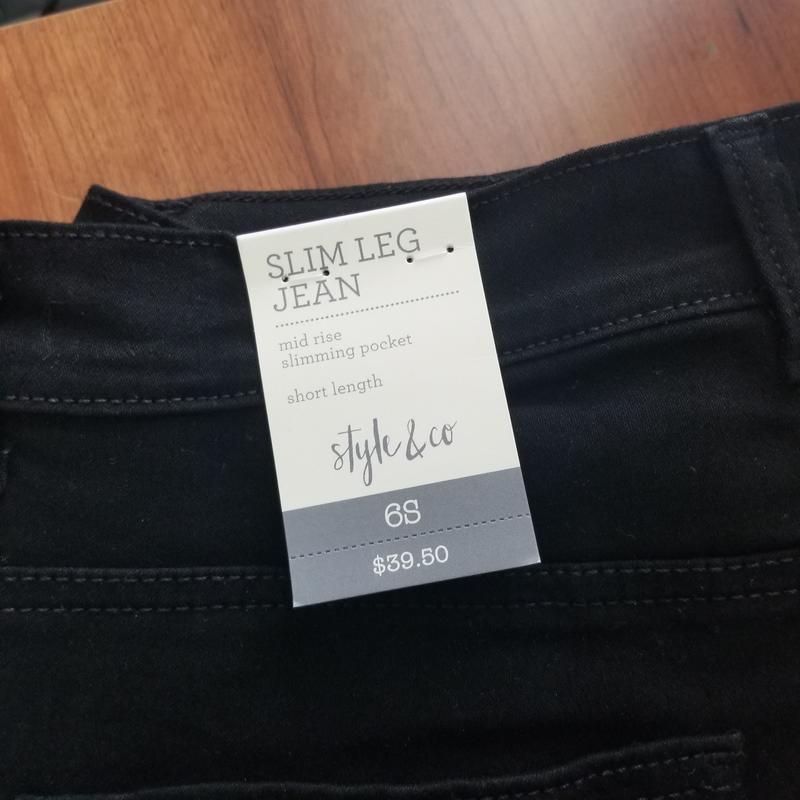 SLIM LEG
JEAN
mid rise
slimming pocket
short length
style & co
6S
$39.50